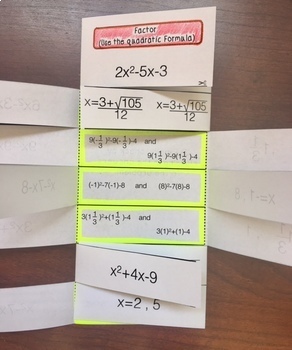 Factor
(Use the quadratic Formula)
2x²-5x-3
x=3+√105/12 x=3+√105/12
9(-1/3)²-9(-1/3)-4 and
9(1 1/3)²-9(1 1/3)-4
(-1)²-7(-1)-8 and (8)²-7(8)-8
3(1 1/3)²+(1 1/3)-4 and
3(1)²+(1)-4
x²+4x-9
x=2 , 5